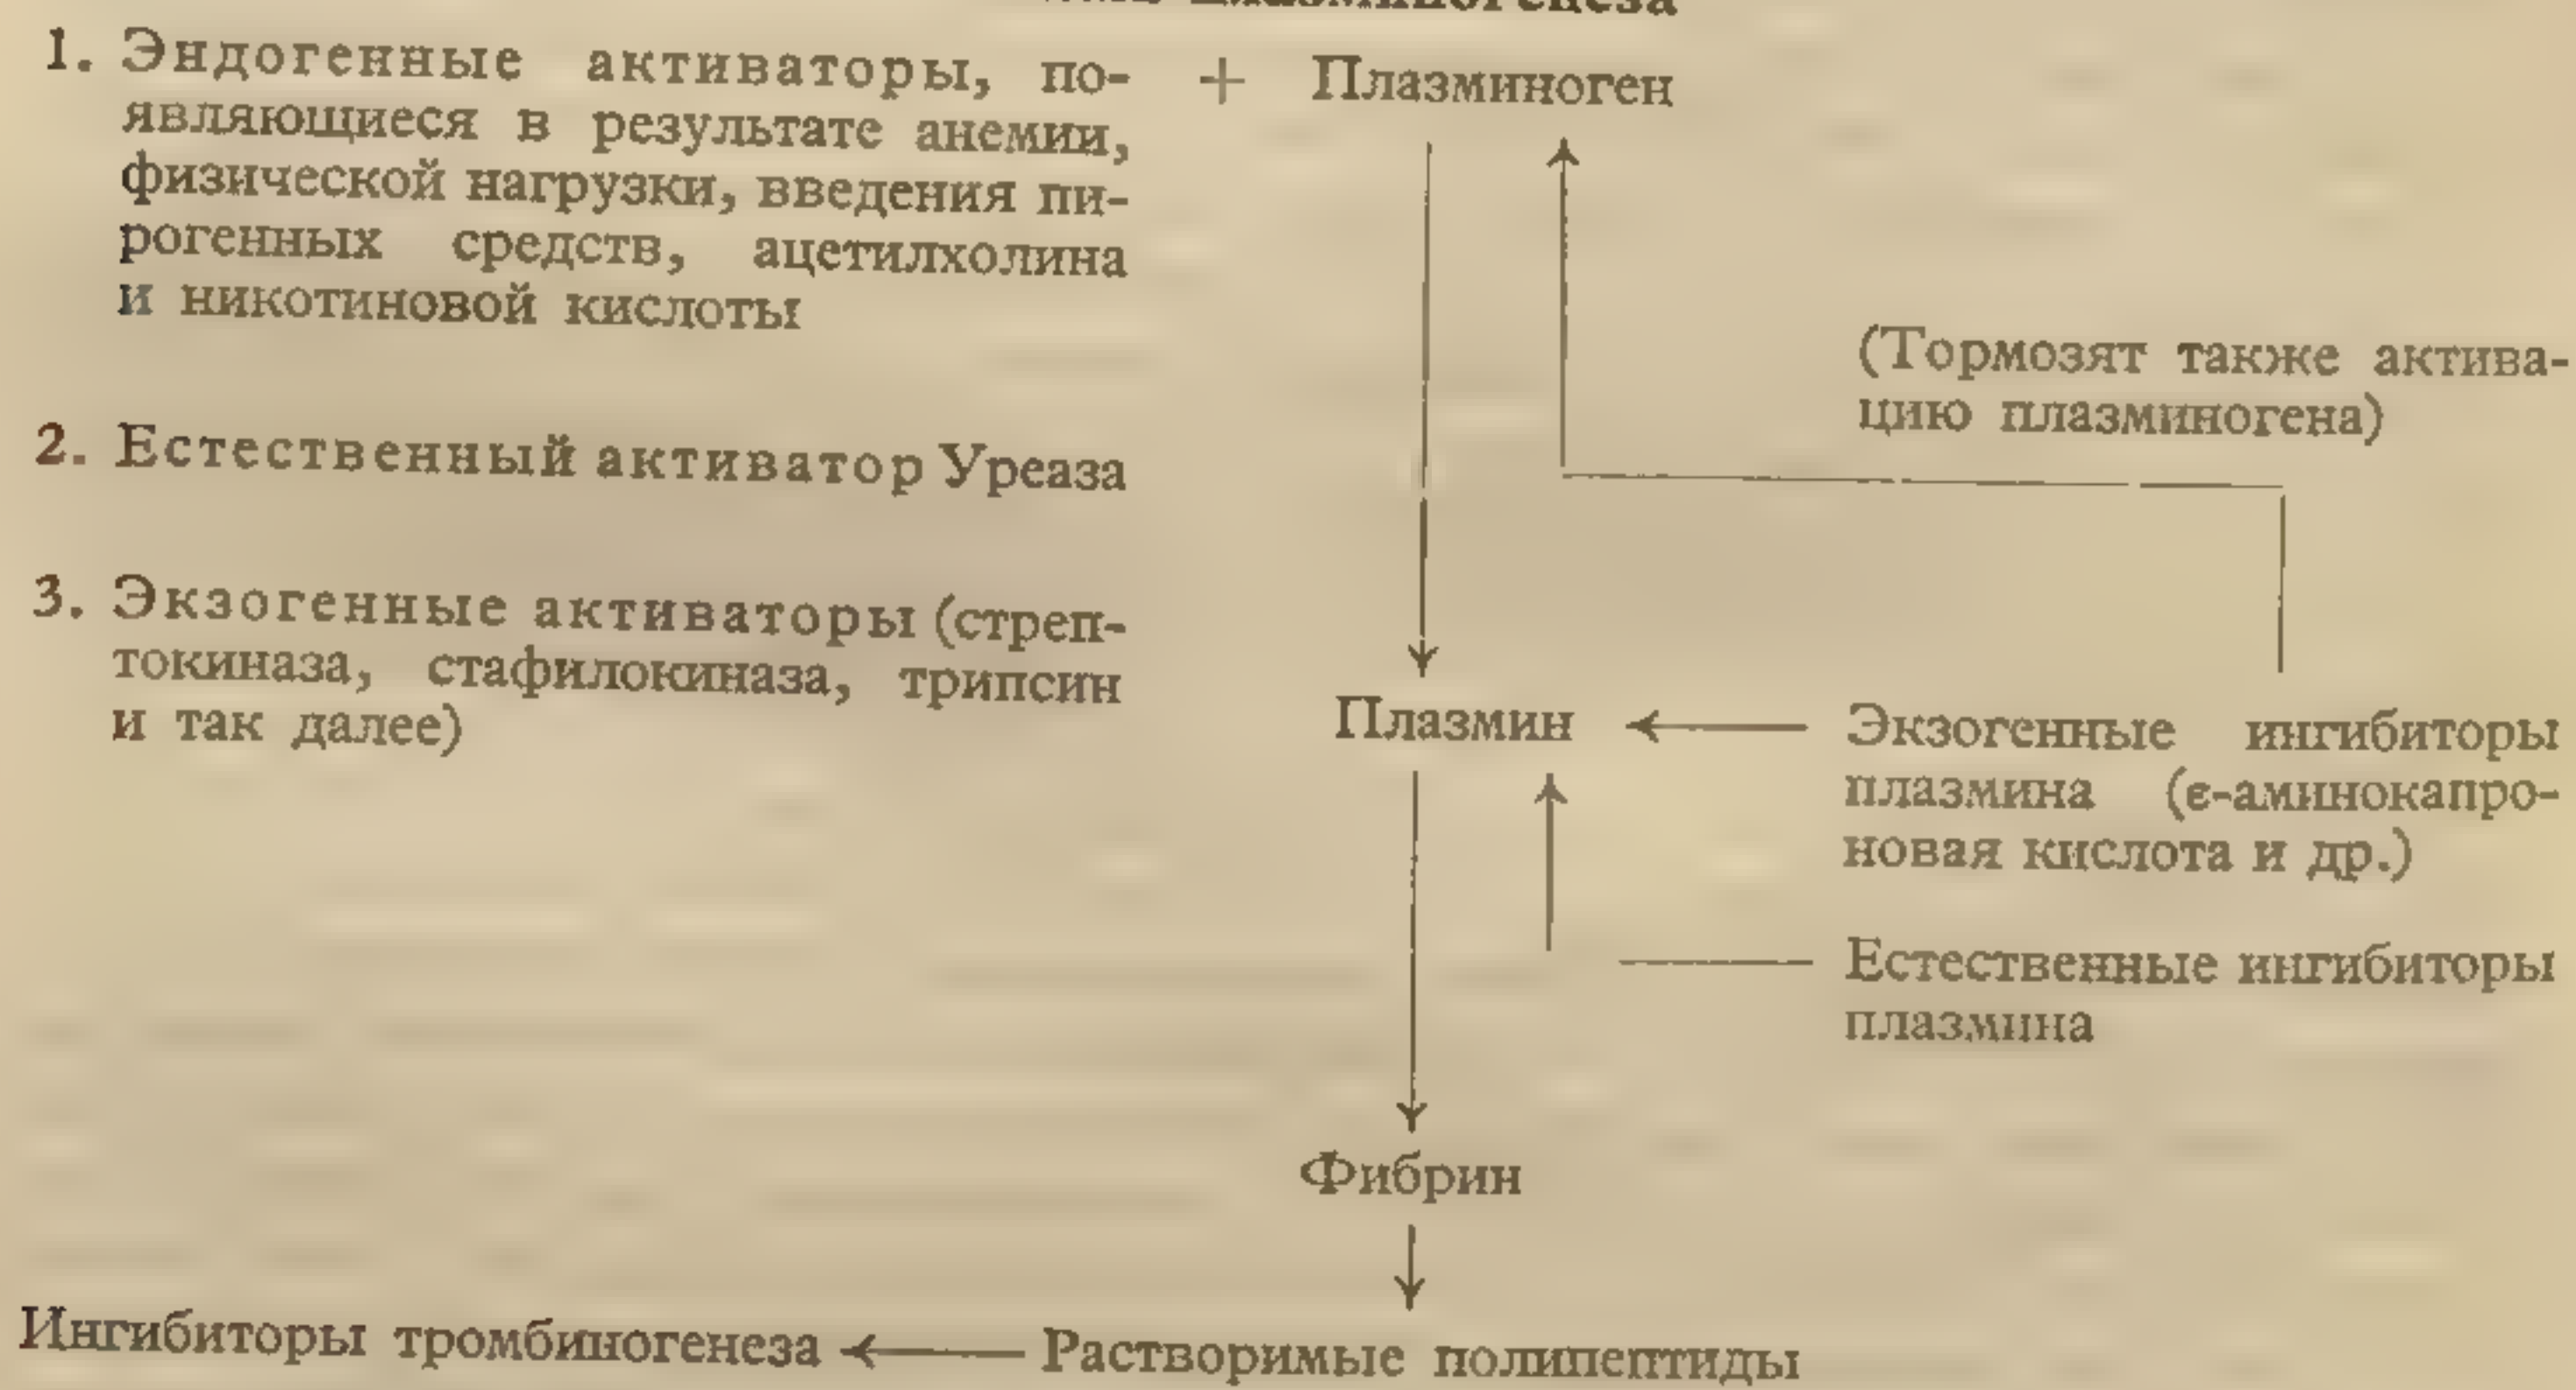 плазминогенеза
1. Эндогенные активаторы, по-
являющиеся в результате анемии,
физической нагрузки, введения пи-
рогенных средств, ацетилхолина
и никотиновой кислоты
+ Плазминоген
(Тормозят также актива-
цию плазминогена)
2. Естественный активатор Уреаза
3. Экзогенные активаторы (стреп-
токиназа, стафилокиназа, трипсин
и так далее)
Плазмин
Экзогенные ингибиторы
плазмина (ε-аминокапро-
новая кислота и др.)
Естественные ингибиторы
плазмина
Фибрин
Ингибиторы тромбиногенеза
Растворимые полипептиды